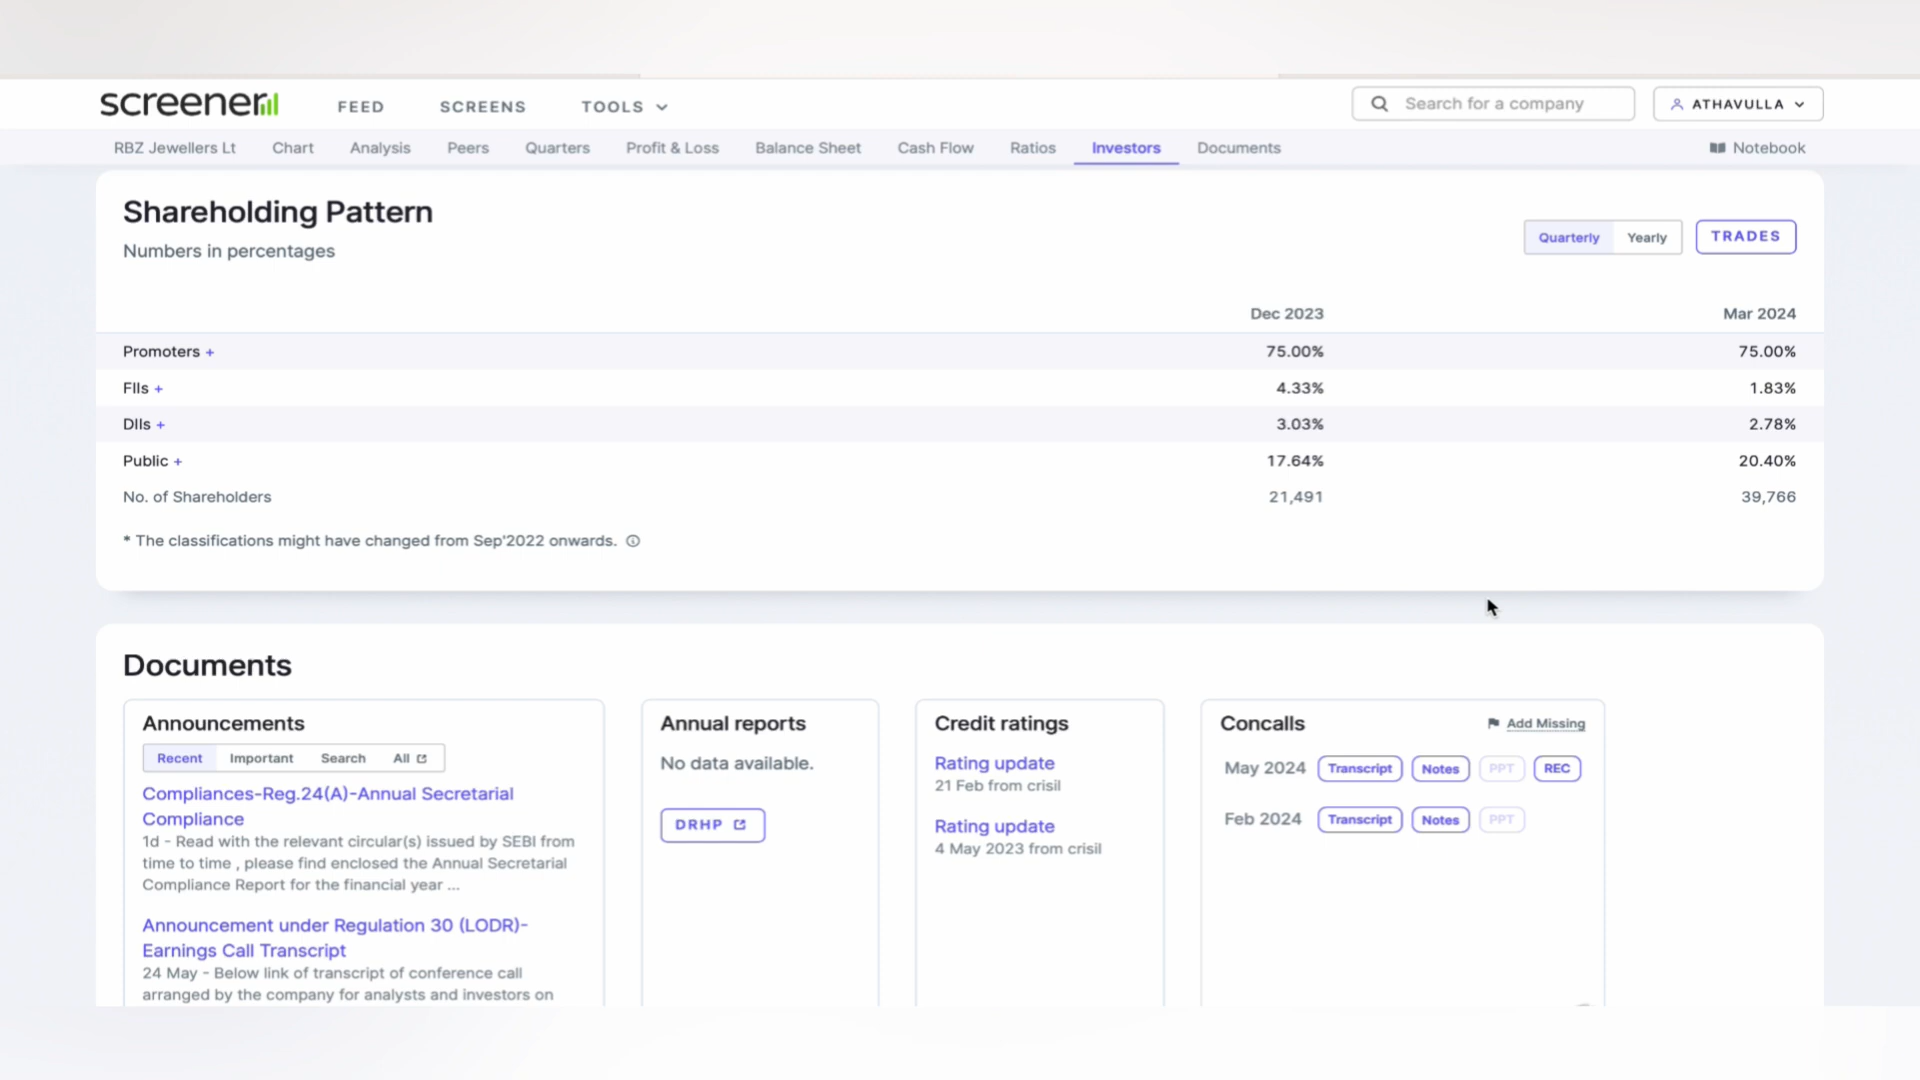 screener
FEED SCREENS TOOLS
Search for a company
ATHAVULLA
RBZ Jewellers Lt Chart Analysis Peers Quarters Profit & Loss Balance Sheet Cash Flow Ratios Investors Documents Notebook
Shareholding Pattern
Numbers in percentages
Quarterly Yearly TRADES
Dec 2023 Mar 2024
Promoters + 75.00% 75.00%
FIIs + 4.33% 1.83%
DIIs + 3.03% 2.78%
Public + 17.64% 20.40%
No. of Shareholders 21,491 39,766
* The classifications might have changed from Sep'2022 onwards.
Documents
Announcements
Recent Important Search All
Compliances-Reg.24(A)-Annual Secretarial
Compliance
1d - Read with the relevant circular(s) issued by SEBI from
time to time , please find enclosed the Annual Secretarial
Compliance Report for the financial year ...
Announcement under Regulation 30 (LODR)-
Earnings Call Transcript
24 May - Below link of transcript of conference call
arranged by the company for analysts and investors on
Annual reports
No data available.
DRHP
Credit ratings
Rating update
21 Feb from crisil
Rating update
4 May 2023 from crisil
Concalls Add Missing
May 2024 Transcript Notes PPT REC
Feb 2024 Transcript Notes PPT